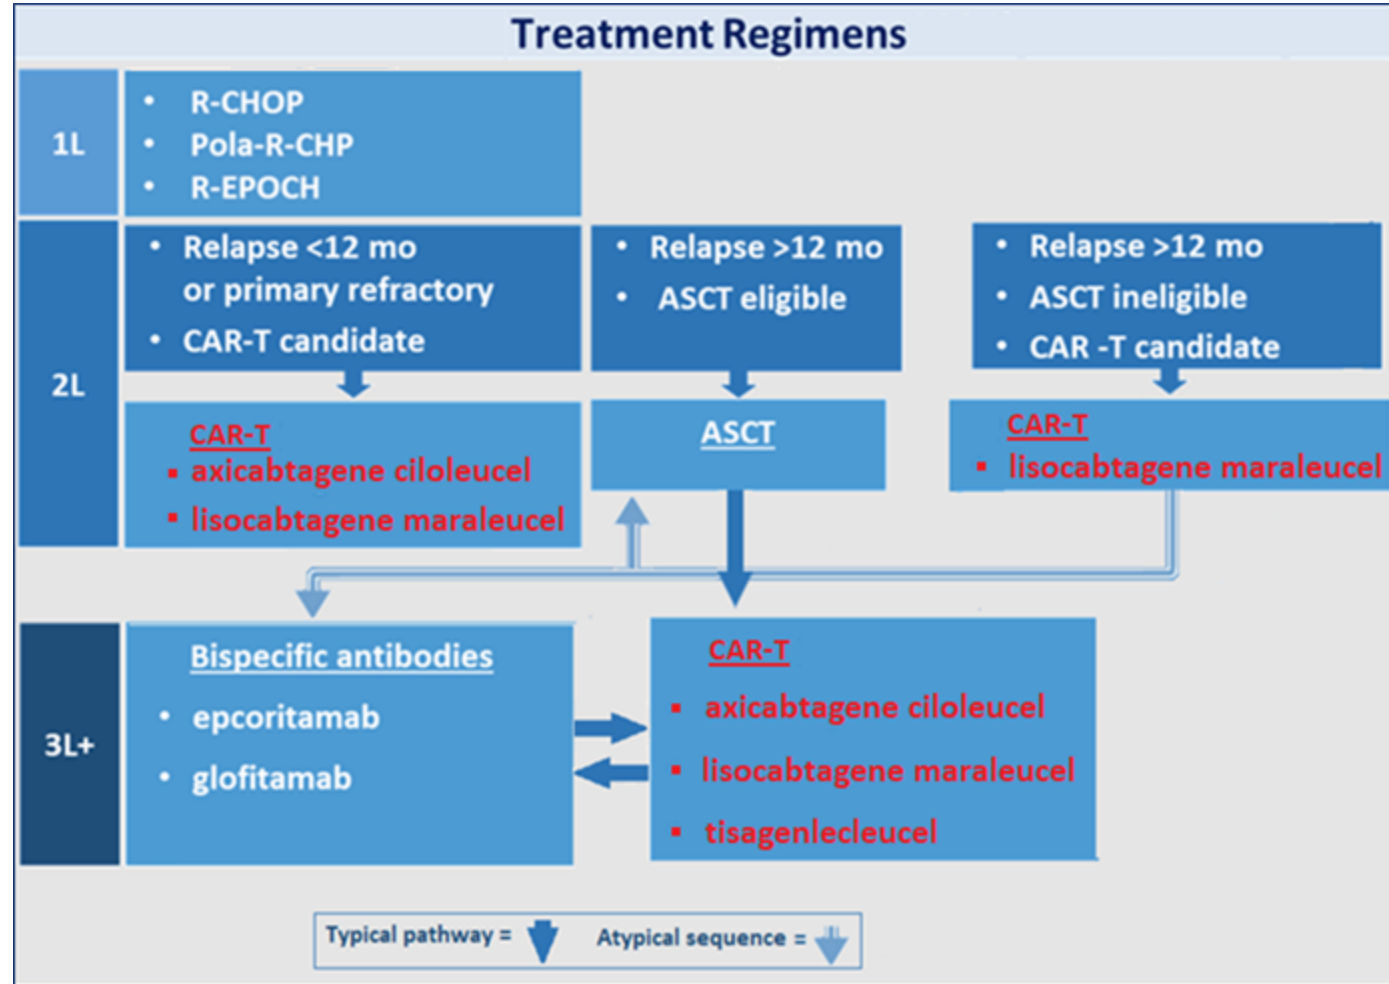 Treatment Regimens
1L
• R-CHOP
• Pola-R-CHP
• R-EPOCH
2L
• Relapse <12 mo
or primary refractory
• CAR-T candidate
• Relapse >12 mo
• ASCT eligible
• Relapse >12 mo
• ASCT ineligible
• CAR -T candidate
CAR-T
▪ axicabtagene ciloleucel
▪ lisocabtagene maraleucel
ASCT
CAR-T
▪ lisocabtagene maraleucel
3L+
Bispecific antibodies
• epcoritamab
• glofitamab
CAR-T
▪ axicabtagene ciloleucel
▪ lisocabtagene maraleucel
▪ tisagenlecleucel
Typical pathway =
Atypical sequence =